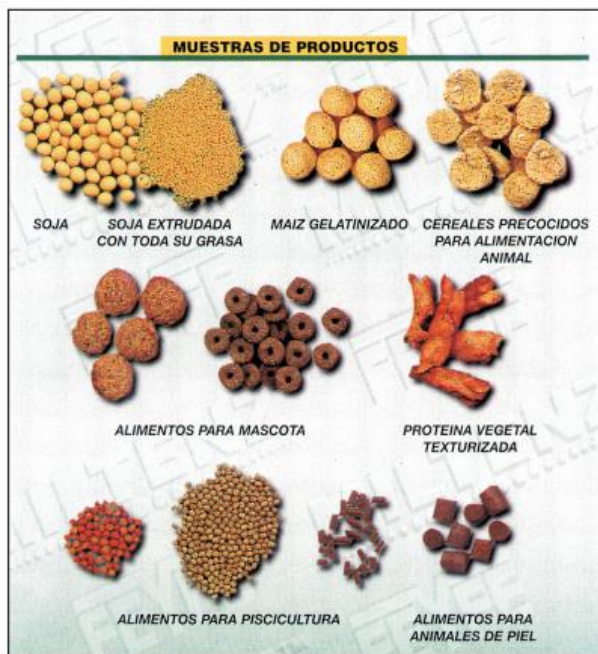 MUESTRAS DE PRODUCTOS
SOJA
SOJA EXTRUDADA
CON TODA SU GRASA
MAIZ GELATINIZADO
CEREALES PRECOCIDOS
PARA ALIMENTACION
ANIMAL
ALIMENTOS PARA MASCOTA
PROTEINA VEGETAL
TEXTURIZADA
ALIMENTOS PARA PISCICULTURA
ALIMENTOS PARA
ANIMALES DE PIEL